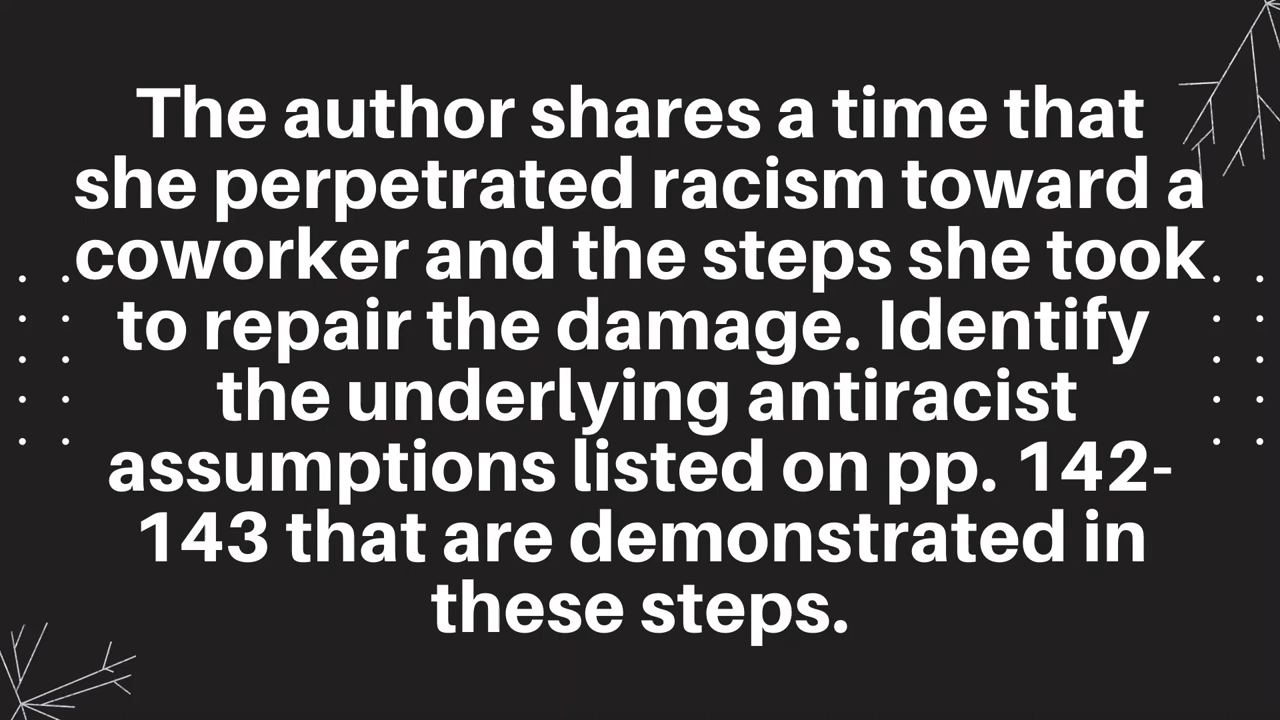 The author shares a time that
she perpetrated racism toward a
coworker and the steps she took
to repair the damage. Identify
the underlying antiracist
assumptions listed on pp. 142-
143 that are demonstrated in
these steps.